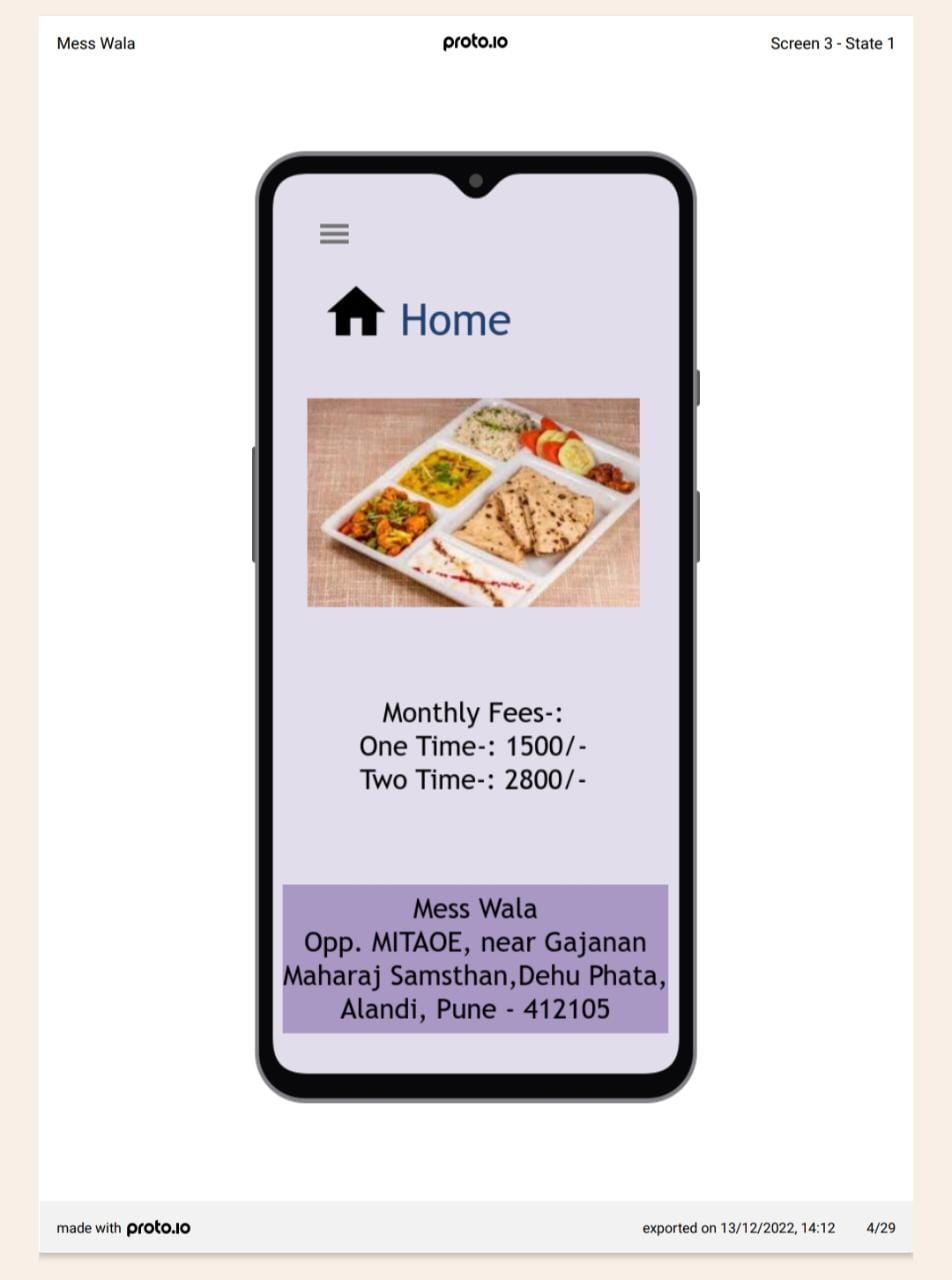 Mess Wala
proto.io
Screen 3 - State 1
Home
Monthly Fees-:
One Time-: 1500/-
Two Time-: 2800/-
Mess Wala
Opp. MITAOE, near Gajanan
Maharaj Samsthan,Dehu Phata,
Alandi, Pune - 412105
made with proto.io
exported on 13/12/2022, 14:12 4/29